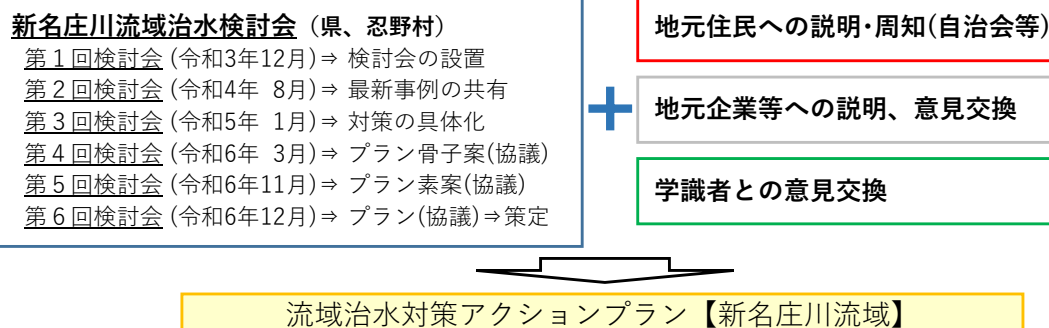 新名庄川流域治水検討会（県、忍野村）
第１回検討会 (令和3年12月)⇒ 検討会の設置
第２回検討会 (令和4年 8月)⇒ 最新事例の共有
第３回検討会 (令和5年 1月)⇒ 対策の具体化
第４回検討会 (令和6年 3月)⇒ プラン骨子案(協議)
第５回検討会 (令和6年11月)⇒ プラン素案(協議)
第６回検討会 (令和6年12月)⇒ プラン(協議)⇒策定
地元住民への説明･周知(自治会等)
地元企業等への説明、意見交換
学識者との意見交換
流域治水対策アクションプラン【新名庄川流域】